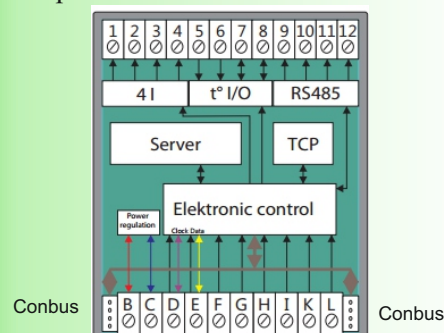 1 2 3 4 5 6 7 8 9 10 11 12
4 I t° I/O RS485
Server TCP
Elektronic control
Power
regulation
Clock Data
Conbus B C D E F G H I K L Conbus